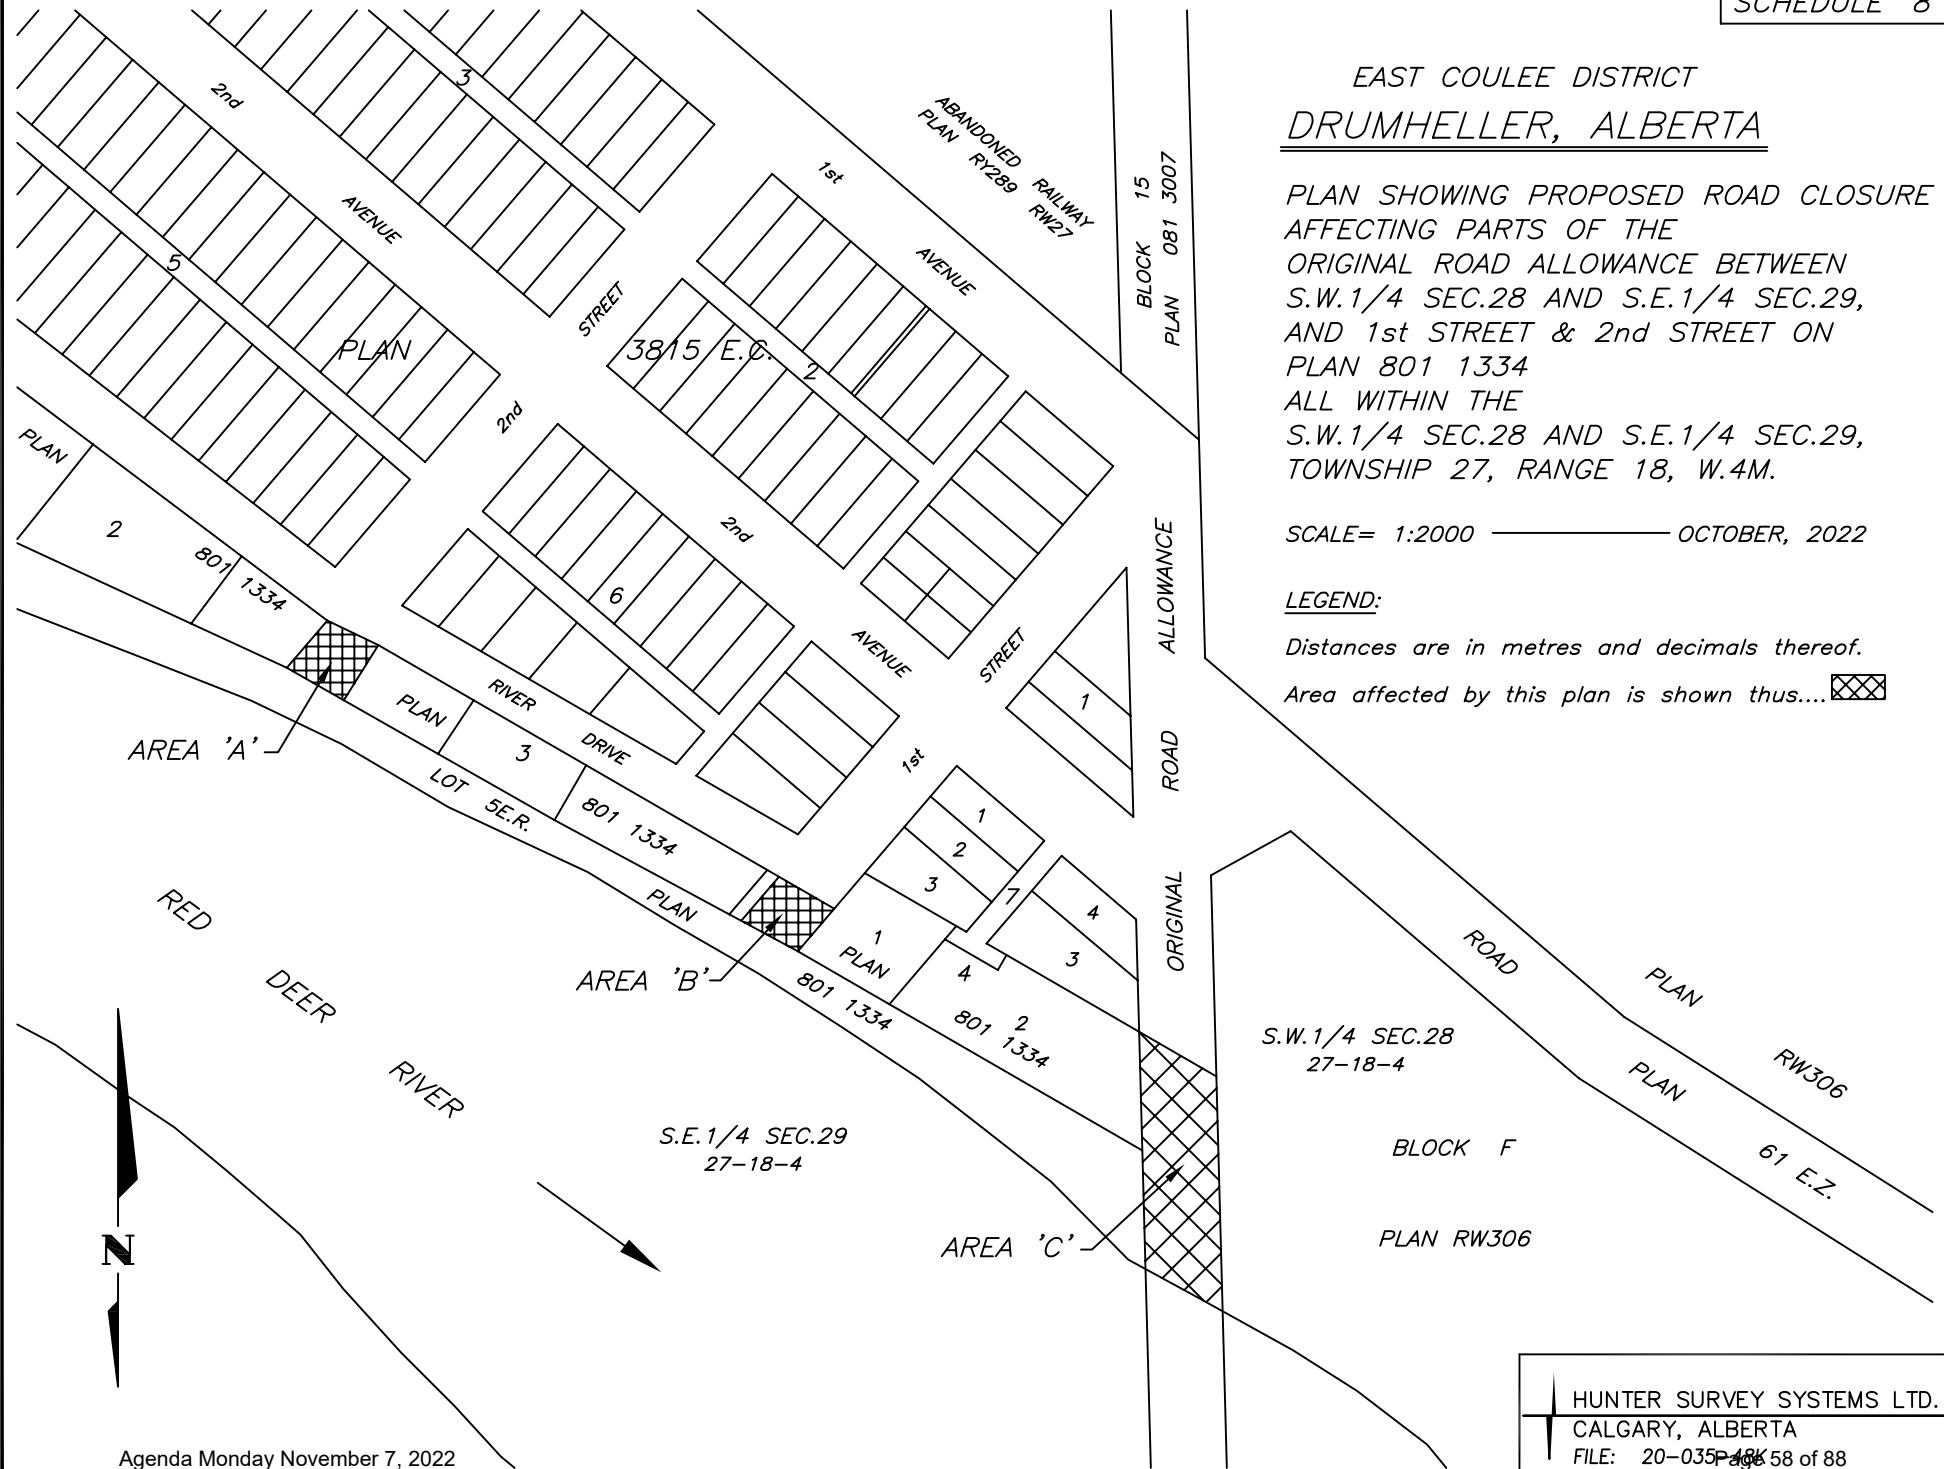 SCHEDULE 8
EAST COULEE DISTRICT
DRUMHELLER, ALBERTA
PLAN SHOWING PROPOSED ROAD CLOSURE
AFFECTING PARTS OF THE
ORIGINAL ROAD ALLOWANCE BETWEEN
S.W.1/4 SEC.28 AND S.E.1/4 SEC.29,
AND 1st STREET & 2nd STREET ON
PLAN 801 1334
ALL WITHIN THE
S.W.1/4 SEC.28 AND S.E.1/4 SEC.29,
TOWNSHIP 27, RANGE 18, W.4M.
SCALE= 1:2000 OCTOBER, 2022
LEGEND:
Distances are in metres and decimals thereof.
Area affected by this plan is shown thus....
3
2nd
AVENUE
5
PLAN
3815 E.C.
2
STREET
2nd
1st
AVENUE
ABANDONED RAILWAY
PLAN RY289 RW27
BLOCK 15
PLAN 081 3007
PLAN
2
801 1334
6
2nd
AVENUE
STREET
1st
1
ORIGINAL ROAD ALLOWANCE
RIVER DRIVE
AREA 'A'
PLAN
3
801 1334
LOT 5E.R.
PLAN
801 1334
AREA 'B'
1
2
3
7
4
3
1
PLAN
4
2
801 1334
RED
DEER
RIVER
S.E.1/4 SEC.29
27-18-4
AREA 'C'
S.W.1/4 SEC.28
27-18-4
BLOCK F
PLAN RW306
ROAD
PLAN
61 E.Z.
PLAN
RW306
N
HUNTER SURVEY SYSTEMS LTD.
CALGARY, ALBERTA
FILE: 20-035-48K
Agenda Monday November 7, 2022
Page 58 of 88